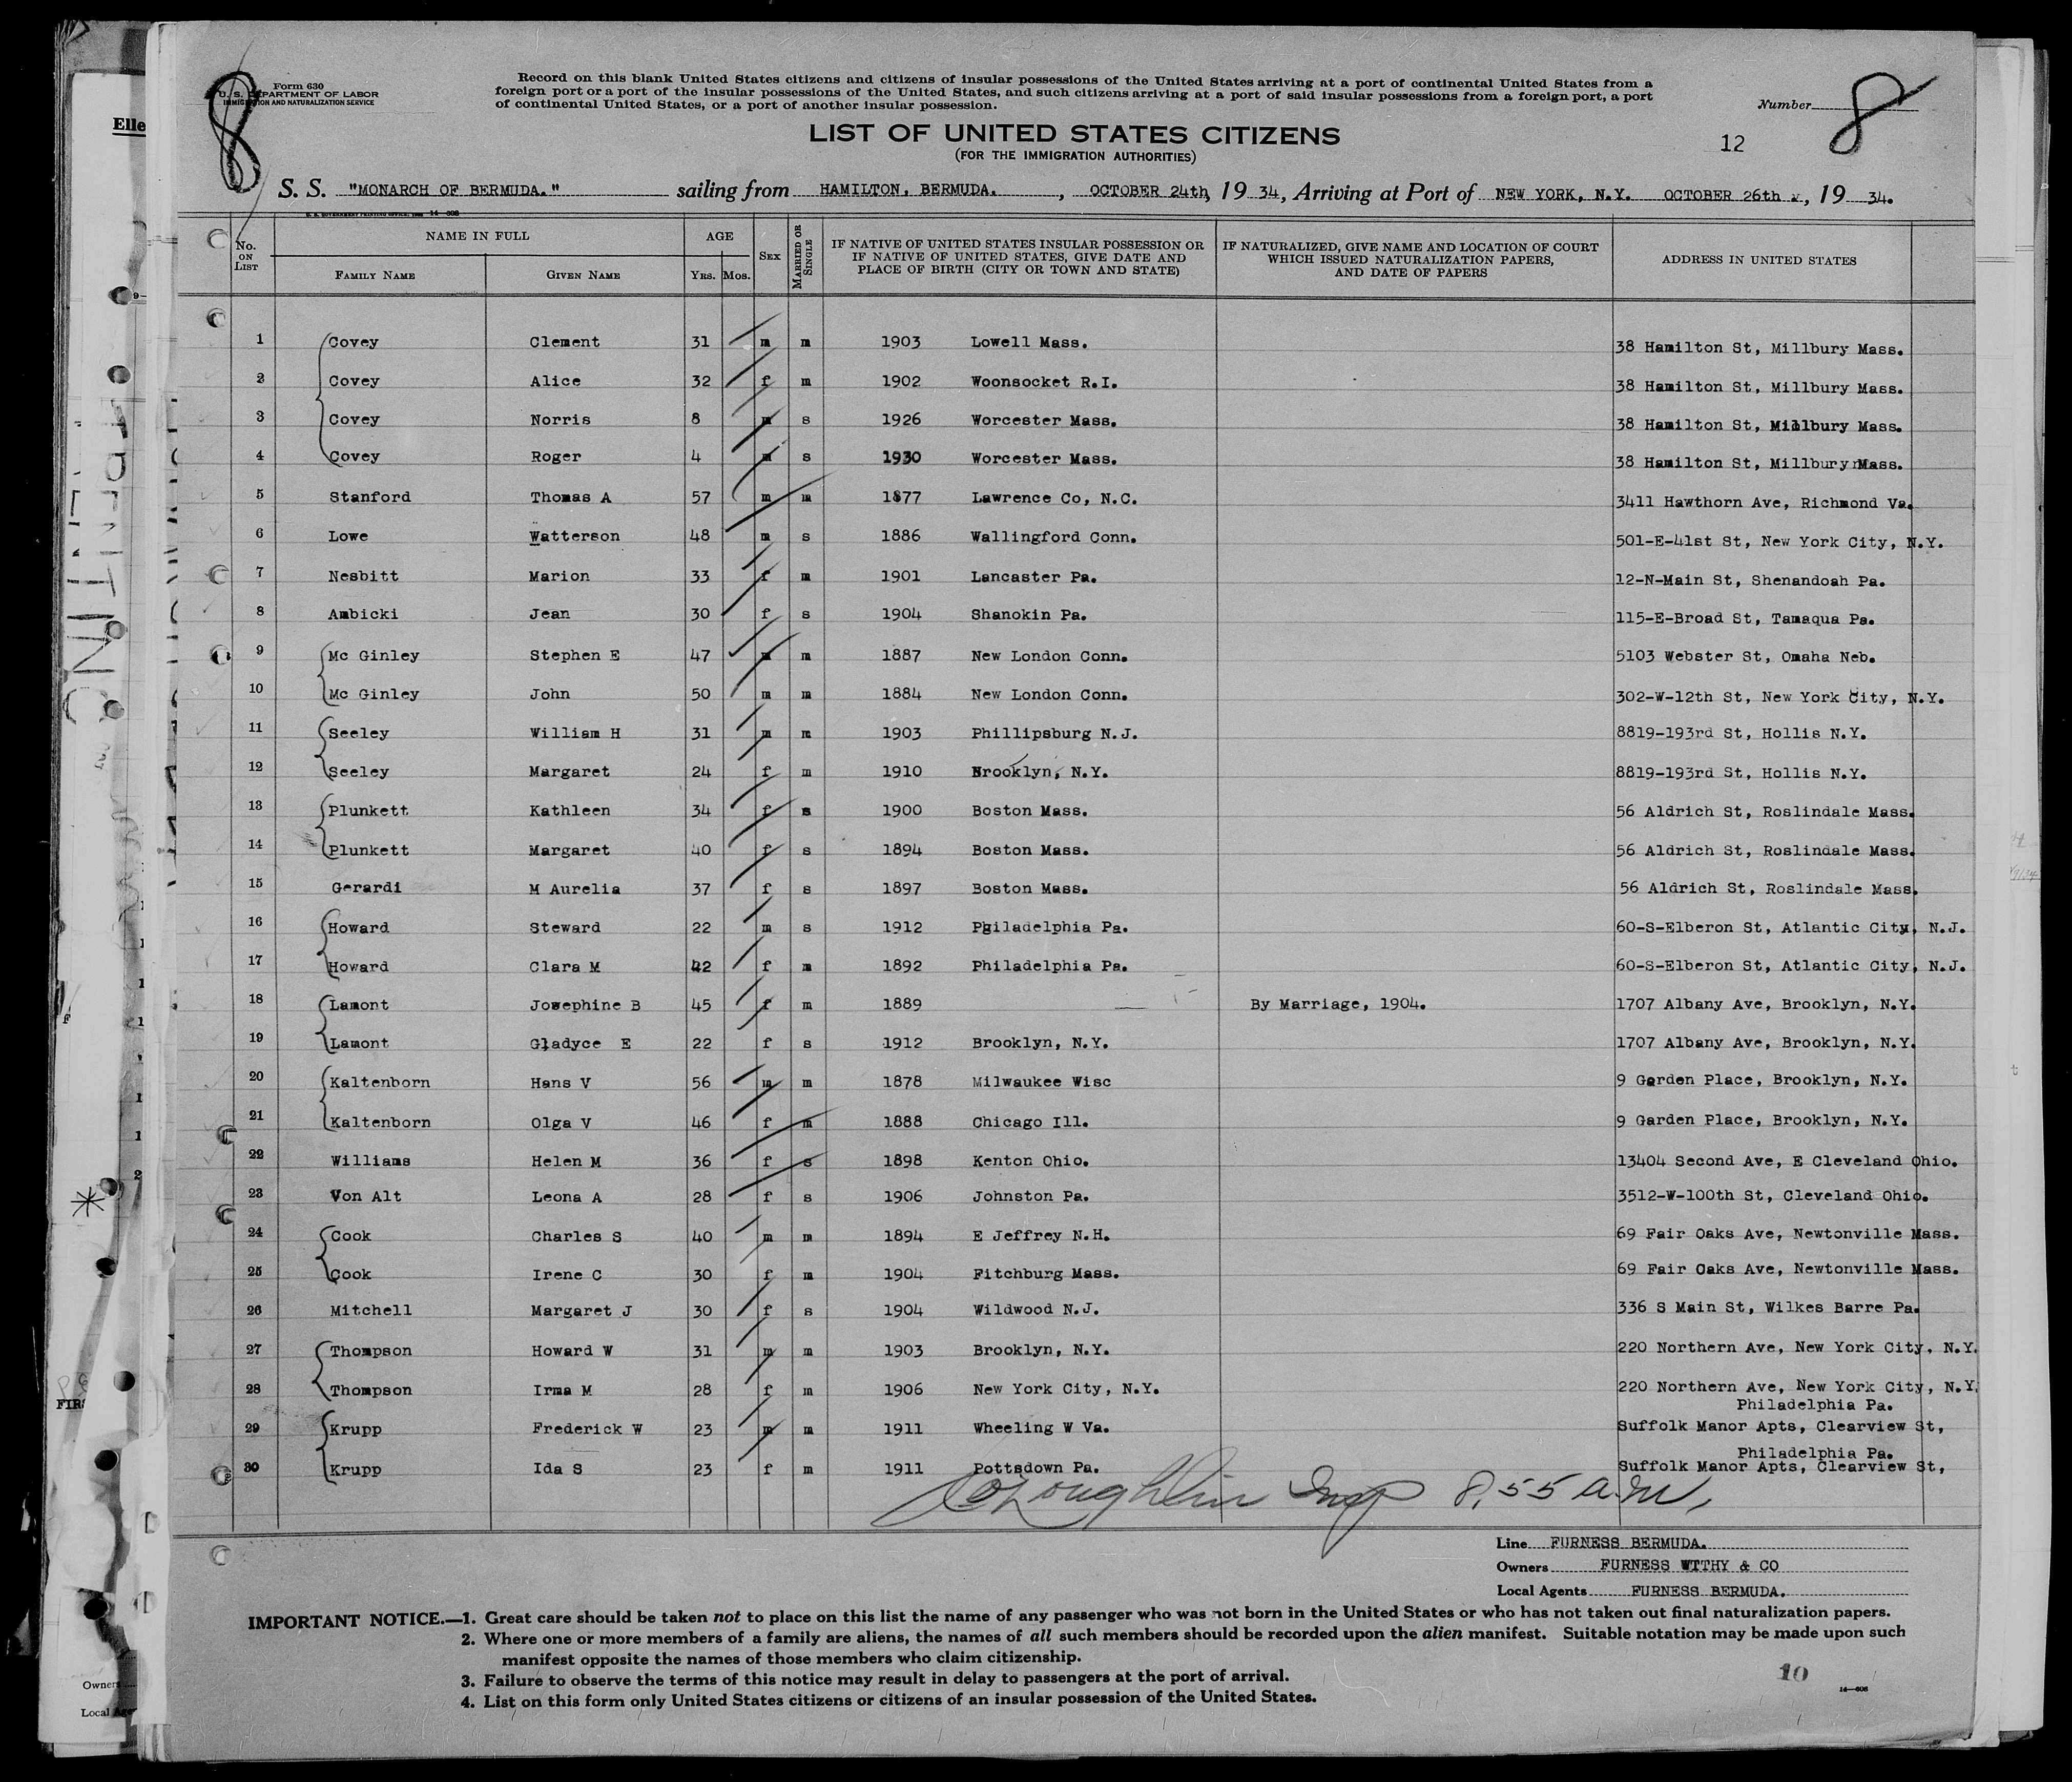 8
Form 630
U. S. DEPARTMENT OF LABOR
IMMIGRATION AND NATURALIZATION SERVICE
Record on this blank United States citizens and citizens of insular possessions of the United States arriving at a port of continental United States from a
foreign port or a port of the insular possessions of the United States, and such citizens arriving at a port of said insular possessions from a foreign port, a port
of continental United States, or a port of another insular possession.
Number 8
LIST OF UNITED STATES CITIZENS
(FOR THE IMMIGRATION AUTHORITIES)
12
S. S. "MONARCH OF BERMUDA." sailing from HAMILTON, BERMUDA. , OCTOBER 24th, 19 34, Arriving at Port of NEW YORK, N.Y. OCTOBER 26th , 19 34.
No. ON LIST NAME IN FULL FAMILY NAME GIVEN NAME AGE YRS. MOS. SEX MARRIED OR SINGLE IF NATIVE OF UNITED STATES INSULAR POSSESSION OR IF NATIVE OF UNITED STATES, GIVE DATE AND PLACE OF BIRTH (CITY OR TOWN AND STATE) IF NATURALIZED, GIVE NAME AND LOCATION OF COURT WHICH ISSUED NATURALIZATION PAPERS, AND DATE OF PAPERS ADDRESS IN UNITED STATES
1 Covey Clement 31 m m 1903 Lowell Mass. 38 Hamilton St, Millbury Mass.
2 Covey Alice 32 f m 1902 Woonsocket R.I. 38 Hamilton St, Millbury Mass.
3 Covey Norris 8 m s 1926 Worcester Mass. 38 Hamilton St, Millbury Mass.
4 Covey Roger 4 m s 1930 Worcester Mass. 38 Hamilton St, Millbury Mass.
5 Stanford Thomas A 57 m m 1877 Lawrence Co, N.C. 3411 Hawthorn Ave, Richmond Va.
6 Lowe Watterson 48 m s 1886 Wallingford Conn. 501-E-41st St, New York City, N.Y.
7 Nesbitt Marion 33 f m 1901 Lancaster Pa. 12-N-Main St, Shenandoah Pa.
8 Ambicki Jean 30 f s 1904 Shanokin Pa. 115-E-Broad St, Tamaqua Pa.
9 Mc Ginley Stephen E 47 m m 1887 New London Conn. 5103 Webster St, Omaha Neb.
10 Mc Ginley John 50 m m 1884 New London Conn. 302-W-12th St, New York City, N.Y.
11 Seeley William H 31 m m 1903 Phillipsburg N.J. 8819-193rd St, Hollis N.Y.
12 Seeley Margaret 24 f m 1910 Brooklyn, N.Y. 8819-193rd St, Hollis N.Y.
13 Plunkett Kathleen 34 f s 1900 Boston Mass. 56 Aldrich St, Roslindale Mass.
14 Plunkett Margaret 40 f s 1894 Boston Mass. 56 Aldrich St, Roslindale Mass.
15 Gerardi M Aurelia 37 f s 1897 Boston Mass. 56 Aldrich St, Roslindale Mass.
16 Howard Steward 22 m s 1912 Philadelphia Pa. 60-S-Elberon St, Atlantic City, N.J.
17 Howard Clara M 42 f m 1892 Philadelphia Pa. 60-S-Elberon St, Atlantic City, N.J.
18 Lamont Josephine B 45 f m 1889 By Marriage, 1904. 1707 Albany Ave, Brooklyn, N.Y.
19 Lamont Gladyce E 22 f s 1912 Brooklyn, N.Y. 1707 Albany Ave, Brooklyn, N.Y.
20 Kaltenborn Hans V 56 m m 1878 Milwaukee Wisc 9 Garden Place, Brooklyn, N.Y.
21 Kaltenborn Olga V 46 f m 1888 Chicago Ill. 9 Garden Place, Brooklyn, N.Y.
22 Williams Helen M 36 f s 1898 Kenton Ohio. 13404 Second Ave, E Cleveland Ohio.
23 Von Alt Leona A 28 f s 1906 Johnston Pa. 3512-W-100th St, Cleveland Ohio.
24 Cook Charles S 40 m m 1894 E Jeffrey N.H. 69 Fair Oaks Ave, Newtonville Mass.
25 Cook Irene C 30 f m 1904 Fitchburg Mass. 69 Fair Oaks Ave, Newtonville Mass.
26 Mitchell Margaret J 30 f s 1904 Wildwood N.J. 336 S Main St, Wilkes Barre Pa.
27 Thompson Howard W 31 m m 1903 Brooklyn, N.Y. 220 Northern Ave, New York City, N.Y.
28 Thompson Irma M 28 f m 1906 New York City, N.Y. 220 Northern Ave, New York City, N.Y.
Philadelphia Pa.
29 Krupp Frederick W 23 m m 1911 Wheeling W Va. Suffolk Manor Apts, Clearview St,
Philadelphia Pa.
30 Krupp Ida S 23 f m 1911 Pottsdown Pa. Suffolk Manor Apts, Clearview St,
Loughlin Insp 8,55 a.m.
Line FURNESS BERMUDA.
Owners FURNESS WITHY & CO
Local Agents FURNESS BERMUDA.
IMPORTANT NOTICE.—1. Great care should be taken not to place on this list the name of any passenger who was not born in the United States or who has not taken out final naturalization papers.
2. Where one or more members of a family are aliens, the names of all such members should be recorded upon the alien manifest. Suitable notation may be made upon such
manifest opposite the names of those members who claim citizenship.
3. Failure to observe the terms of this notice may result in delay to passengers at the port of arrival.
4. List on this form only United States citizens or citizens of an insular possession of the United States.
10